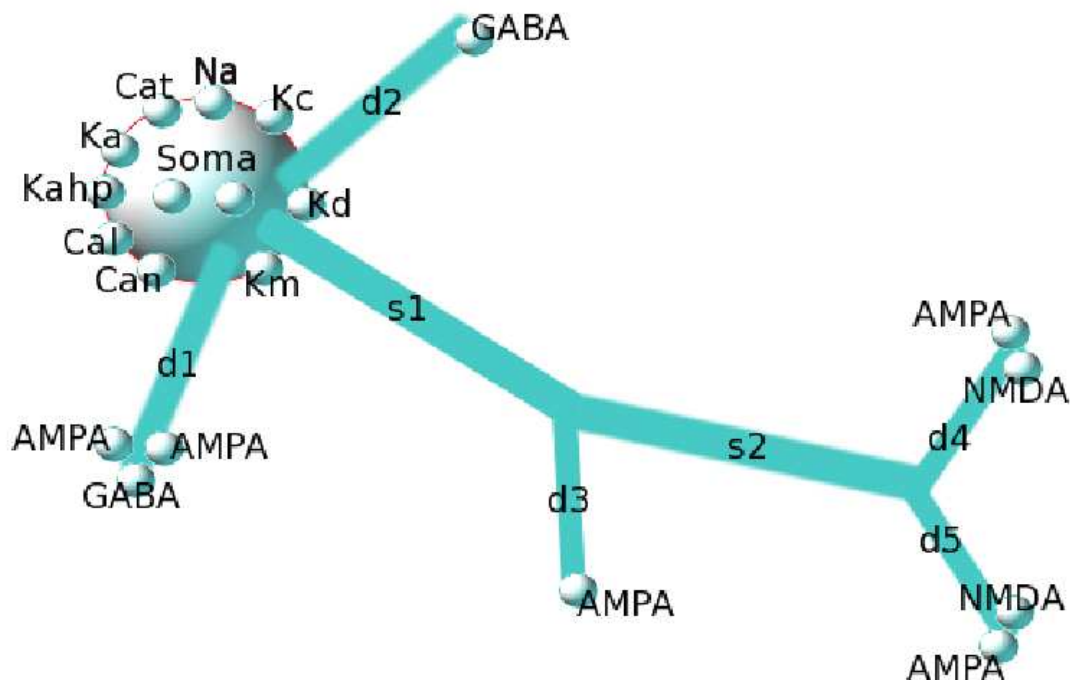 GABA
Na
Cat
Kc
d2
Ka
Soma
Kahp
Kd
Cal
Can
Km
s1
AMPA
d1
NMDA
AMPA
AMPA
d4
s2
GABA
d3
d5
NMDA
AMPA
AMPA